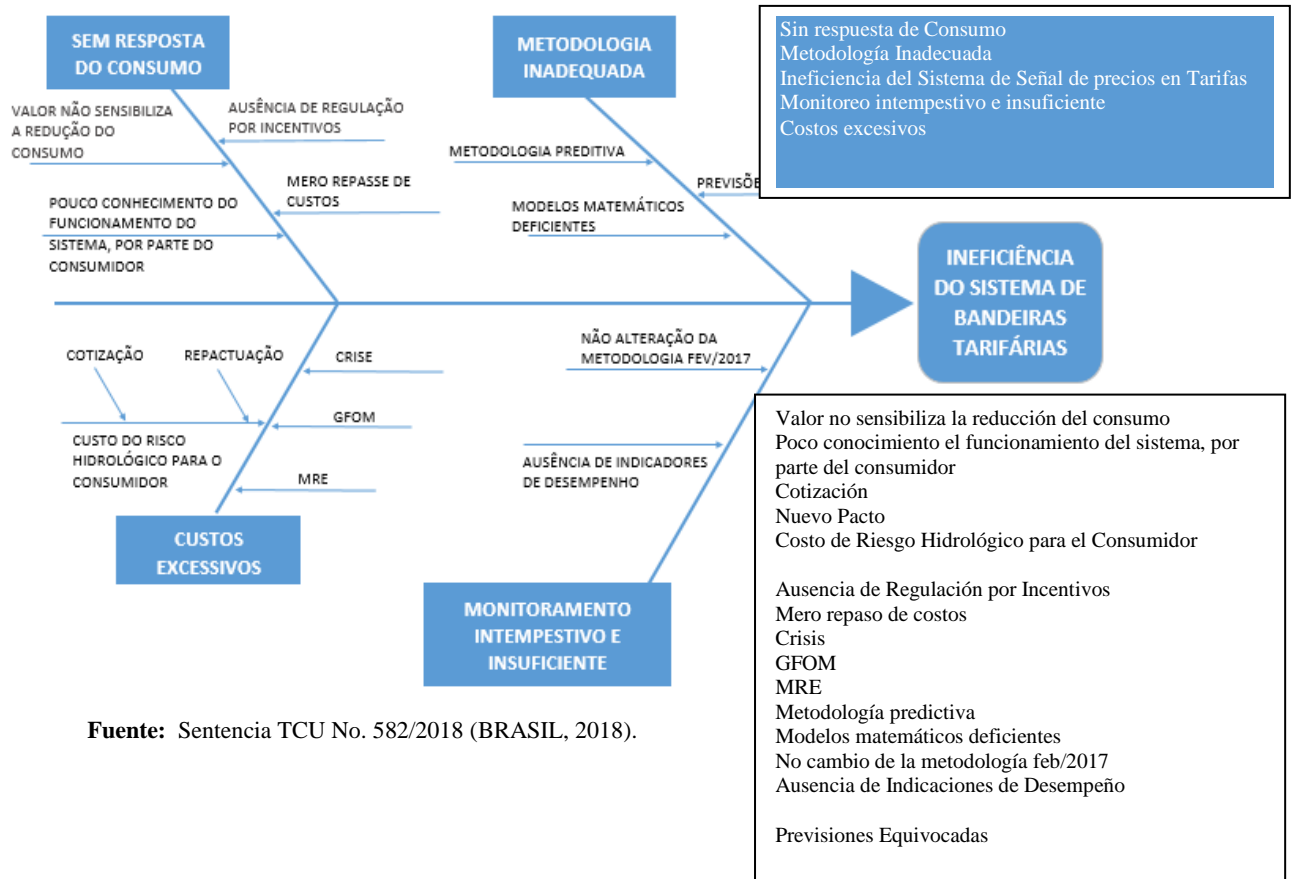 SEM RESPOSTA
DO CONSUMO
METODOLOGIA
INADEQUADA
Sin respuesta de Consumo
Metodología Inadecuada
Ineficiencia del Sistema de Señal de precios en Tarifas
Monitoreo intempestivo e insuficiente
Costos excesivos
VALOR NÃO SENSIBILIZA
A REDUÇÃO DO
CONSUMO
AUSÊNCIA DE REGULAÇÃO
POR INCENTIVOS
POUCO CONHECIMENTO DO
FUNCIONAMENTO DO
SISTEMA, POR PARTE DO
CONSUMIDOR
MERO REPASSE DE
CUSTOS
METODOLOGIA PREDITIVA
PREVISÕE
MODELOS MATEMÁTICOS
DEFICIENTES
INEFICIÊNCIA
DO SISTEMA DE
BANDEIRAS
TARIFÁRIAS
COTIZAÇÃO
REPACTUAÇÃO
CRISE
GFOM
CUSTO DO RISCO
HIDROLÓGICO PARA O
CONSUMIDOR
MRE
NÃO ALTERAÇÃO DA
METODOLOGIA FEV/2017
AUSÊNCIA DE INDICADORES
DE DESEMPENHO
CUSTOS
EXCESSIVOS
MONITORAMENTO
INTEMPESTIVO E
INSUFICIENTE
Valor no sensibiliza la reducción del consumo
Poco conocimiento el funcionamiento del sistema, por
parte del consumidor
Cotización
Nuevo Pacto
Costo de Riesgo Hidrológico para el Consumidor
Ausencia de Regulación por Incentivos
Mero repaso de costos
Crisis
GFOM
MRE
Metodología predictiva
Modelos matemáticos deficientes
No cambio de la metodología feb/2017
Ausencia de Indicaciones de Desempeño
Previsiones Equivocadas
Fuente: Sentencia TCU No. 582/2018 (BRASIL, 2018).